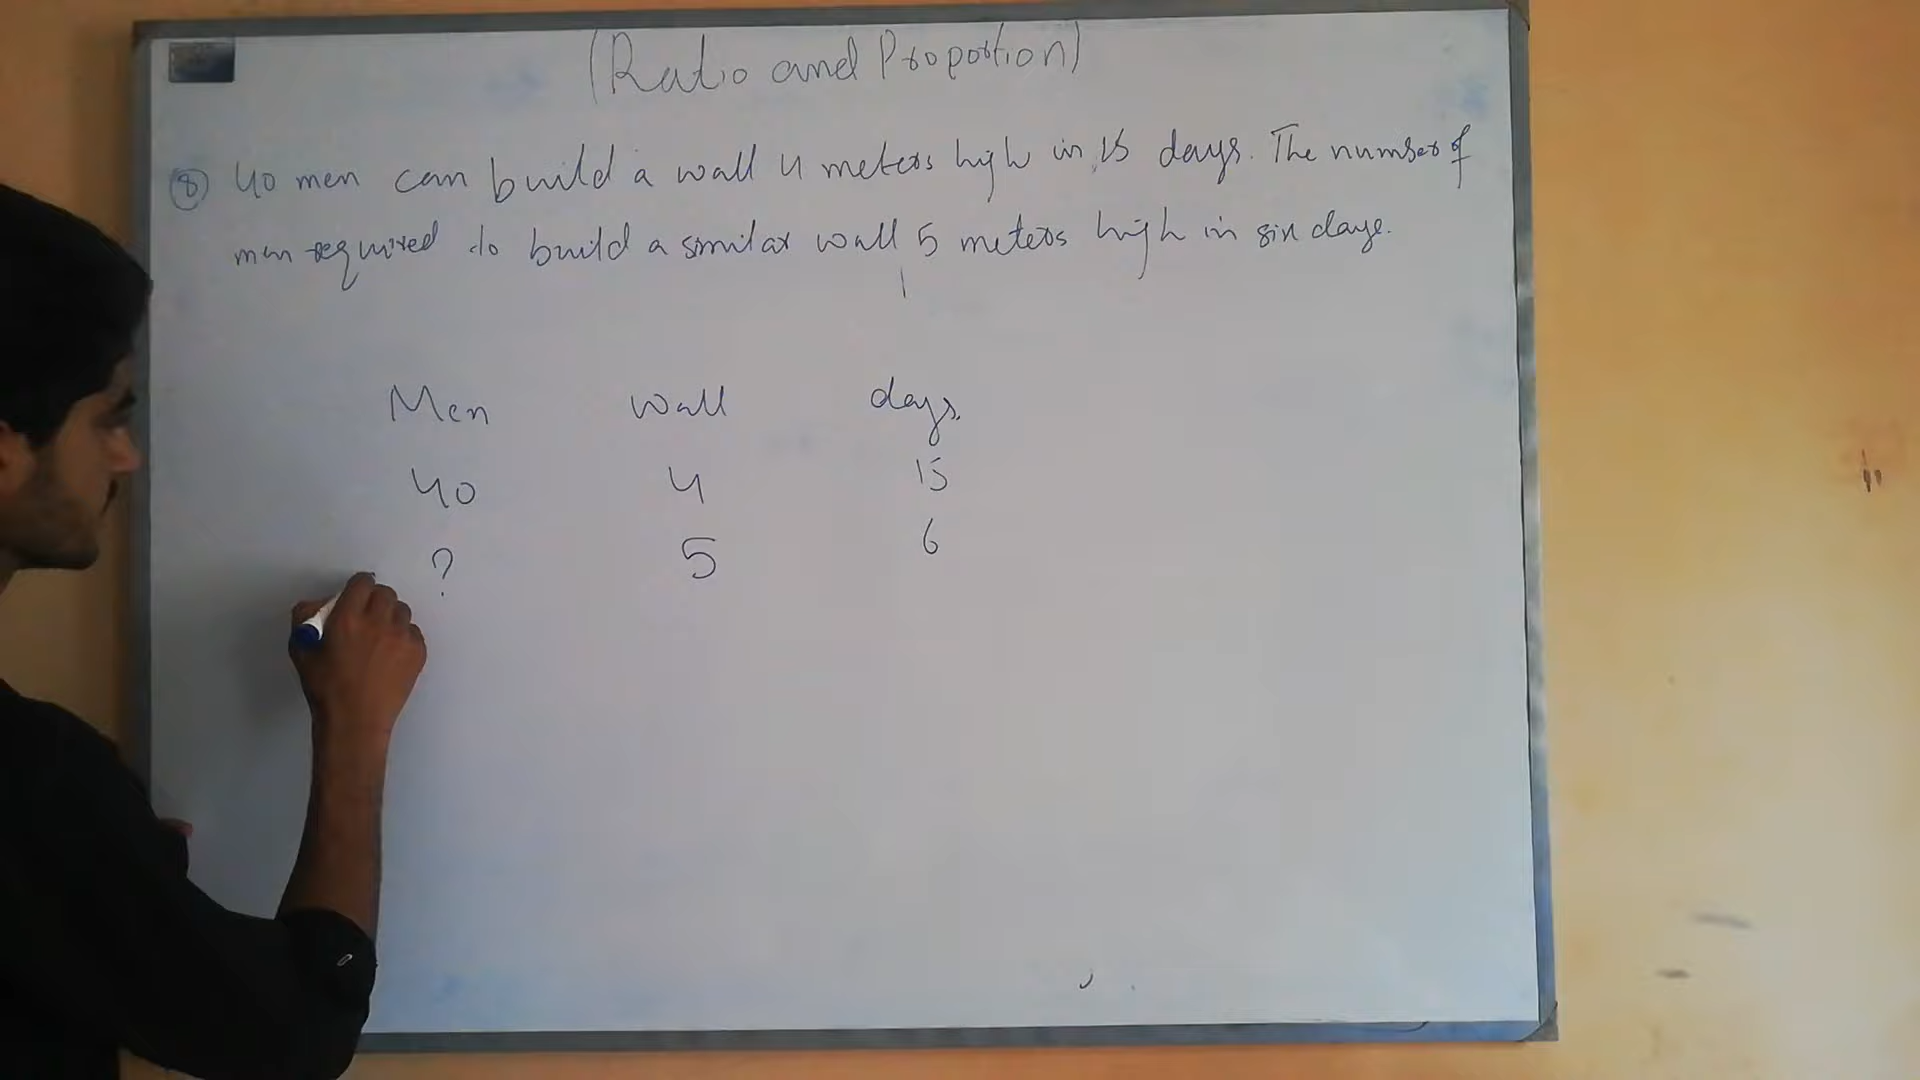 (Ratio and Proportion)
⑧ 40 men can build a wall 4 meters high in 15 days. The number of
men required to build a similar wall 5 meters high in six days.
Men wall days.
40 4 15
? 5 6